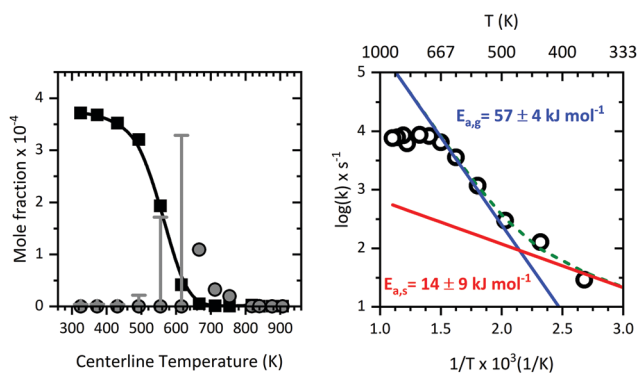 Mole fraction x 10⁻⁴
4
3
2
1
0
300 400 500 600 700 800 900
Centerline Temperature (K)
T (K)
1000 667 500 400 333
log(k) x s⁻¹
5
4
3
2
1
Eₐ,g = 57 ± 4 kJ mol⁻¹
Eₐ,s = 14 ± 9 kJ mol⁻¹
1.0 1.5 2.0 2.5 3.0
1/T x 10³(1/K)